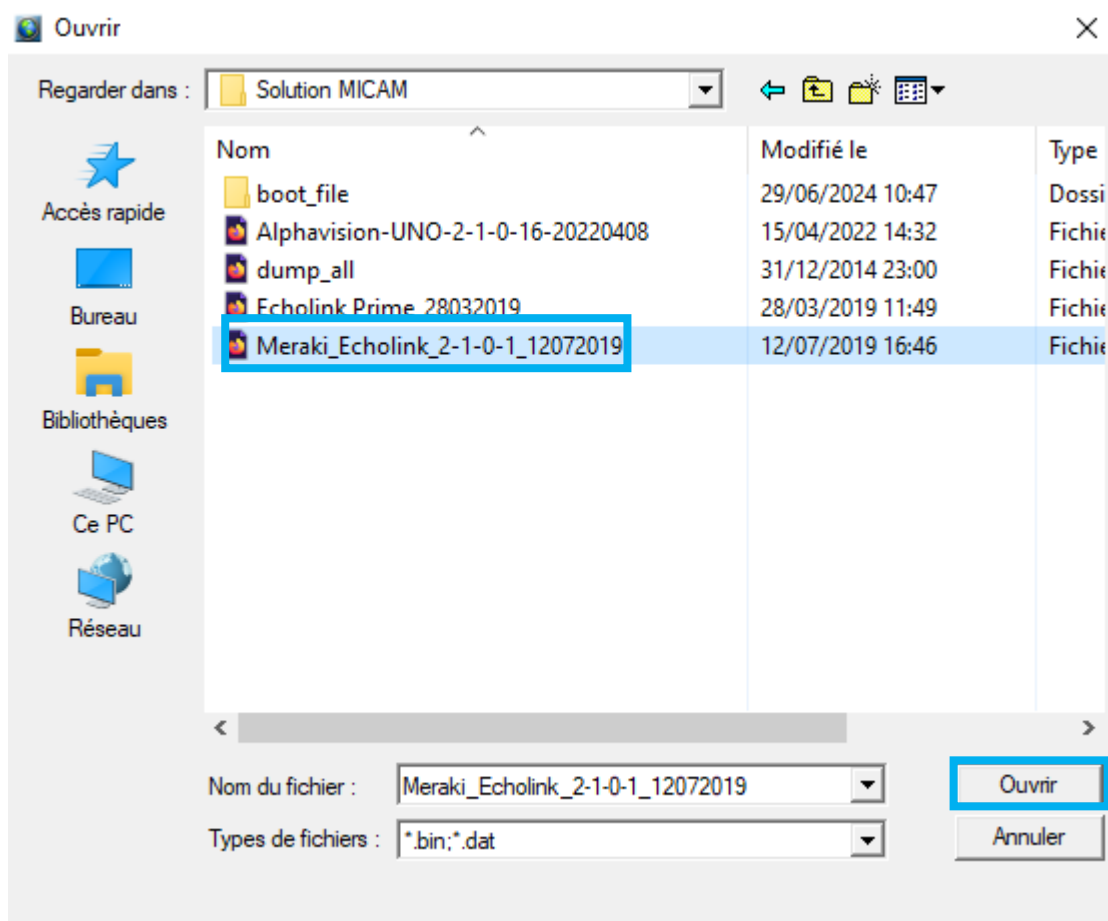 Ouvrir
Regarder dans : Solution MICAM
Nom Modifié le Type
boot_file 29/06/2024 10:47 Dossi
Alphavision-UNO-2-1-0-16-20220408 15/04/2022 14:32 Fichie
dump_all 31/12/2014 23:00 Fichie
Echolink Prime_28032019 28/03/2019 11:49 Fichie
Meraki_Echolink_2-1-0-1_12072019 12/07/2019 16:46 Fichie
Accès rapide
Bureau
Bibliothèques
Ce PC
Réseau
Nom du fichier : Meraki_Echolink_2-1-0-1_12072019 Ouvrir
Types de fichiers : *.bin;*.dat Annuler